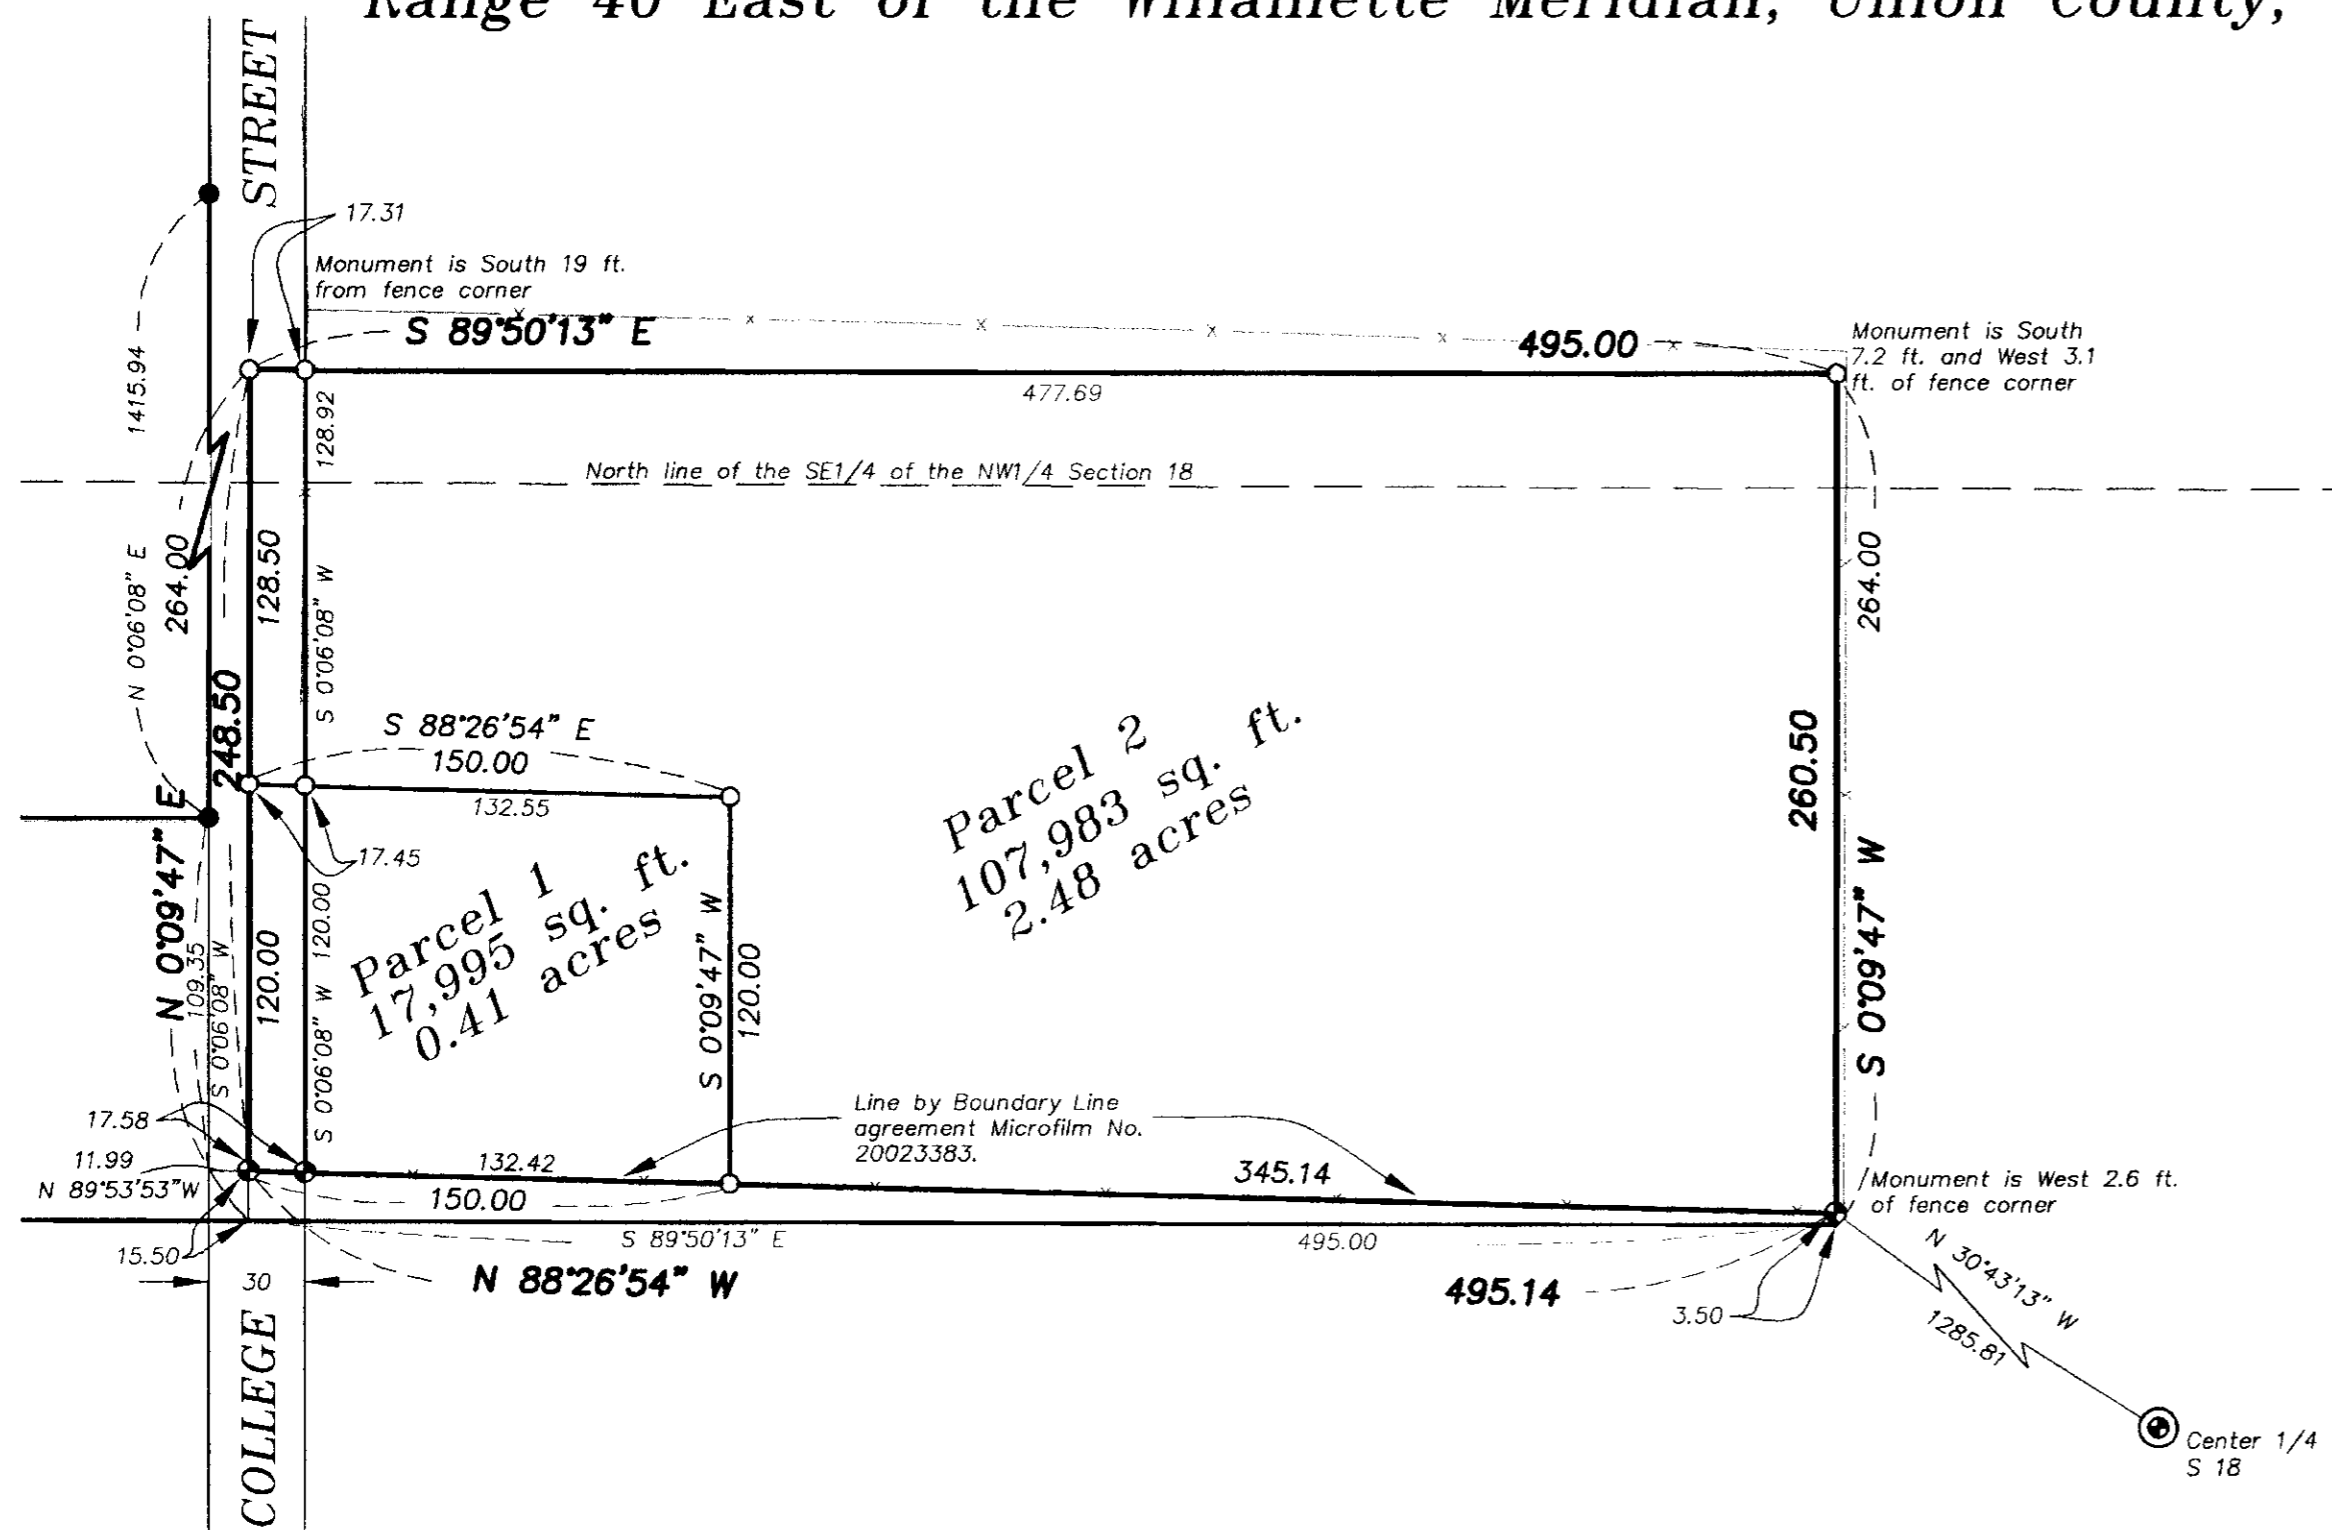 Range 40 East of the Willamette Meridian, Union County,
STREET
17.31
Monument is South 19 ft.
from fence corner
S 89°50'13" E
495.00
Monument is South
7.2 ft. and West 3.1
ft. of fence corner
1415.94
477.69
128.92
North line of the SE1/4 of the NW1/4 Section 18
N 0°06'08" E
264.00
128.50
S 0°06'08" W
264.00
248.50
S 88°26'54" E
150.00
132.55
260.50
Parcel 2
107,983 sq. ft.
2.48 acres
17.45
N 0°09'47" E
109.35
S 0°06'08" W
120.00
S 0°06'08" W 120.00
Parcel 1
17,995 sq. ft.
0.41 acres
S 0°09'47" W
120.00
S 0°09'47" W
17.58
Line by Boundary Line
agreement Microfilm No.
20023383.
11.99
N 89°53'53"W
132.42
150.00
345.14
Monument is West 2.6 ft.
of fence corner
15.50
S 89°50'13" E
495.00
30
N 88°26'54" W
495.14
3.50
N 30°43'13" W
1285.81
COLLEGE
Center 1/4
S 18